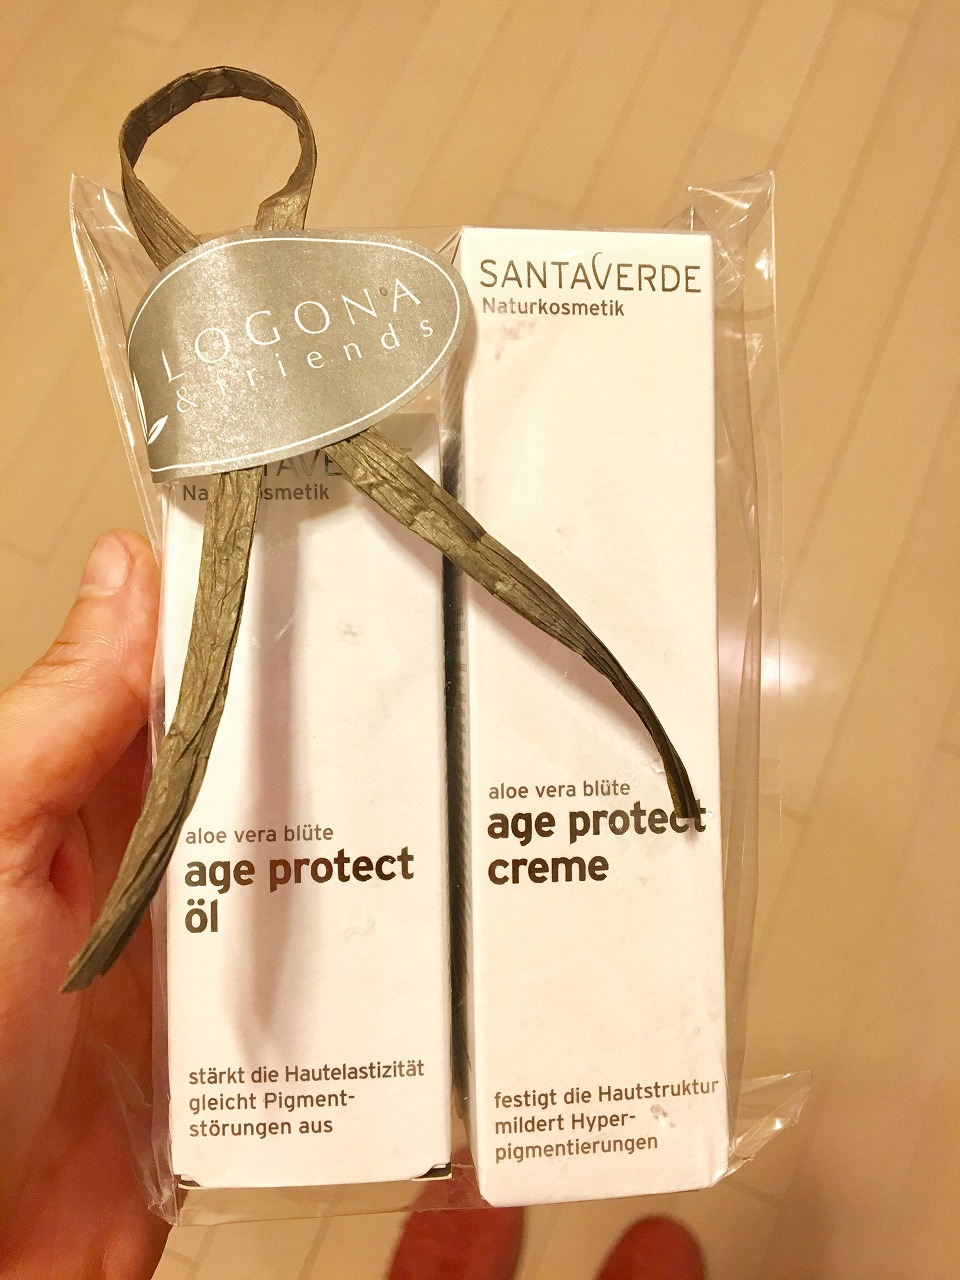 LOGONA
& friends
Naturkosmetik
aloe vera blüte
age protect
öl
stärkt die Hautelastizität
gleicht Pigment-
störungen aus
SANTAVERDE
Naturkosmetik
aloe vera blüte
age protect
creme
festigt die Hautstruktur
mildert Hyper-
pigmentierungen